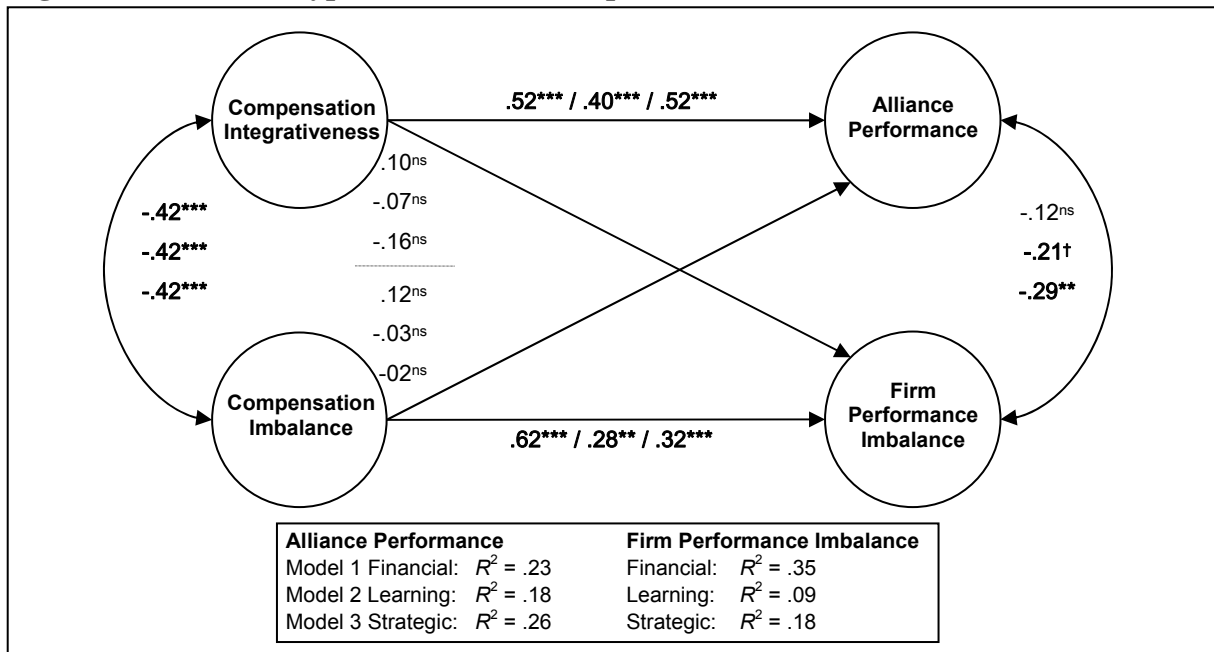 Compensation
Integrativeness
.52*** / .40*** / .52***
Alliance
Performance
.10ns
-.07ns
-.16ns
-.42***
-.42***
-.42***
-.12ns
-.21†
-.29**
.12ns
-.03ns
-02ns
Compensation
Imbalance
.62*** / .28** / .32***
Firm
Performance
Imbalance
Alliance Performance Firm Performance Imbalance
Model 1 Financial: R2 = .23 Financial: R2 = .35
Model 2 Learning: R2 = .18 Learning: R2 = .09
Model 3 Strategic: R2 = .26 Strategic: R2 = .18